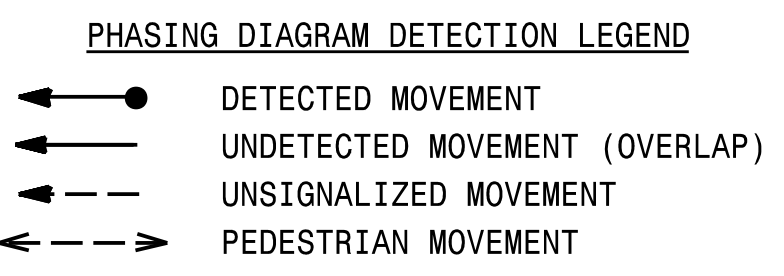 PHASING DIAGRAM DETECTION LEGEND
DETECTED MOVEMENT
UNDETECTED MOVEMENT (OVERLAP)
UNSIGNALIZED MOVEMENT
PEDESTRIAN MOVEMENT